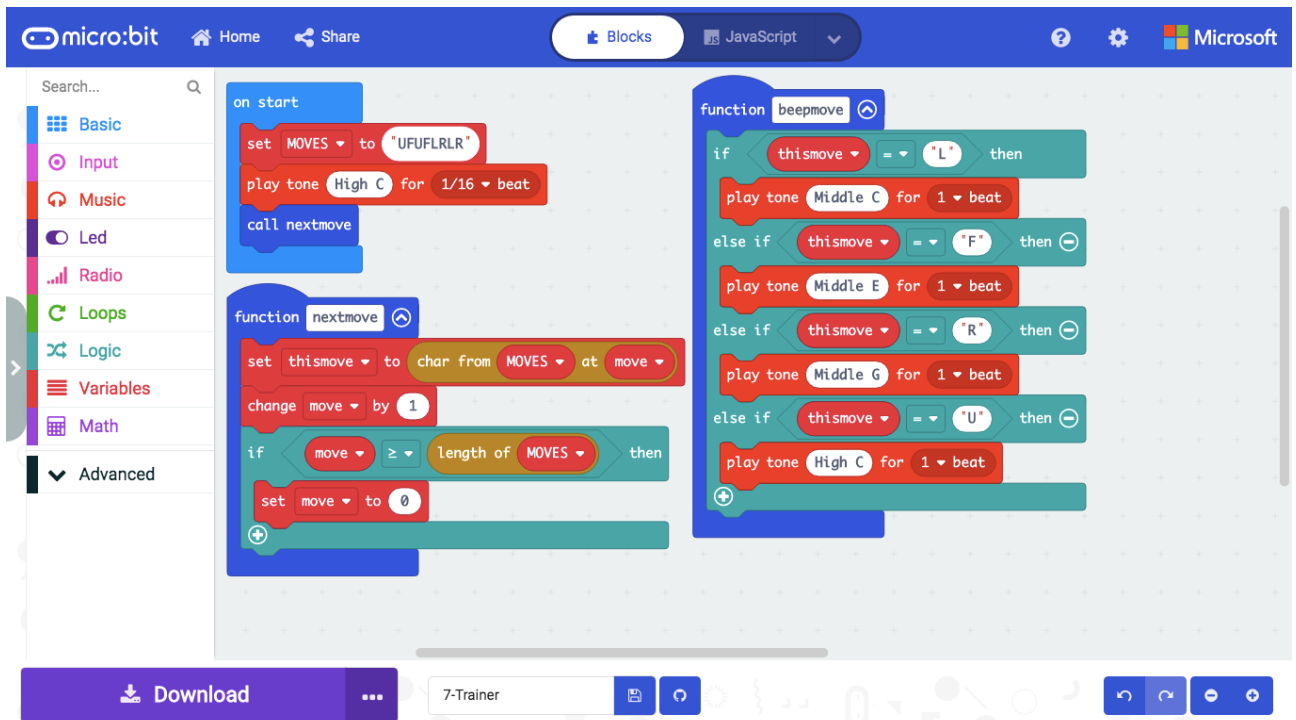 micro:bit Home Share Blocks JavaScript Microsoft
Search...
Basic
Input
Music
Led
Radio
Loops
Logic
Variables
Math
Advanced
on start
set MOVES to "UFUFLRLR"
play tone High C for 1/16 beat
call nextmove
function nextmove
set thismove to char from MOVES at move
change move by 1
if move ≥ length of MOVES then
set move to 0
function beepmove
if thismove = "L" then
play tone Middle C for 1 beat
else if thismove = "F" then
play tone Middle E for 1 beat
else if thismove = "R" then
play tone Middle G for 1 beat
else if thismove = "U" then
play tone High C for 1 beat
Download ... 7-Trainer